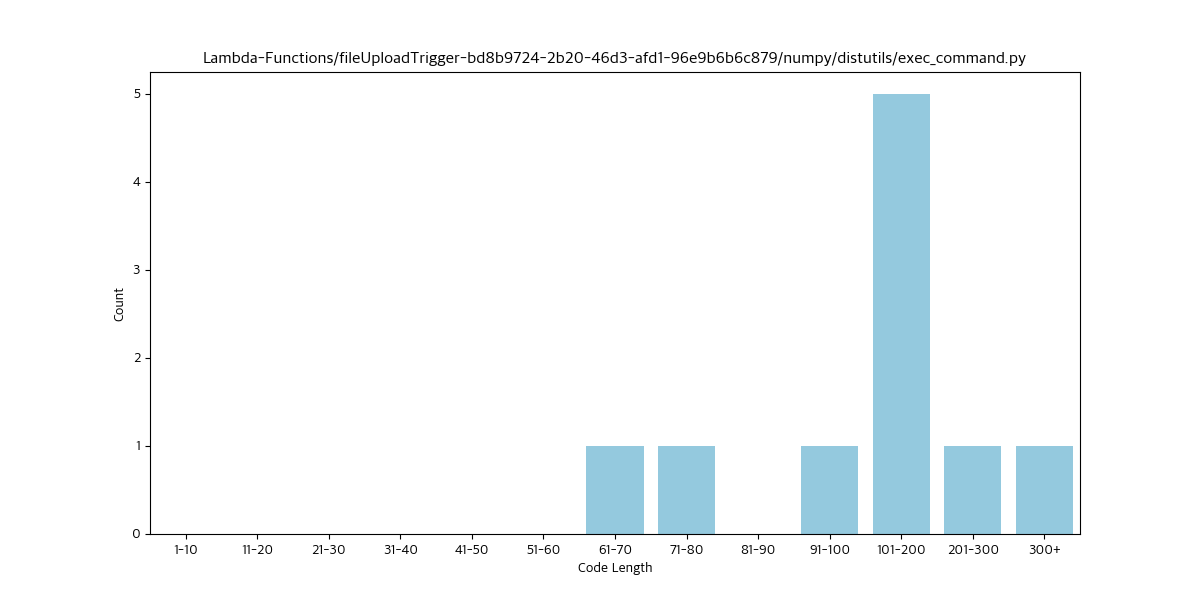 Lambda-Functions/fileUploadTrigger-bd8b9724-2b20-46d3-afd1-96e9b6b6c879/numpy/distutils/exec_command.py
5
4
3
2
1
0
Count
1-10 11-20 21-30 31-40 41-50 51-60 61-70 71-80 81-90 91-100 101-200 201-300 300+
Code Length